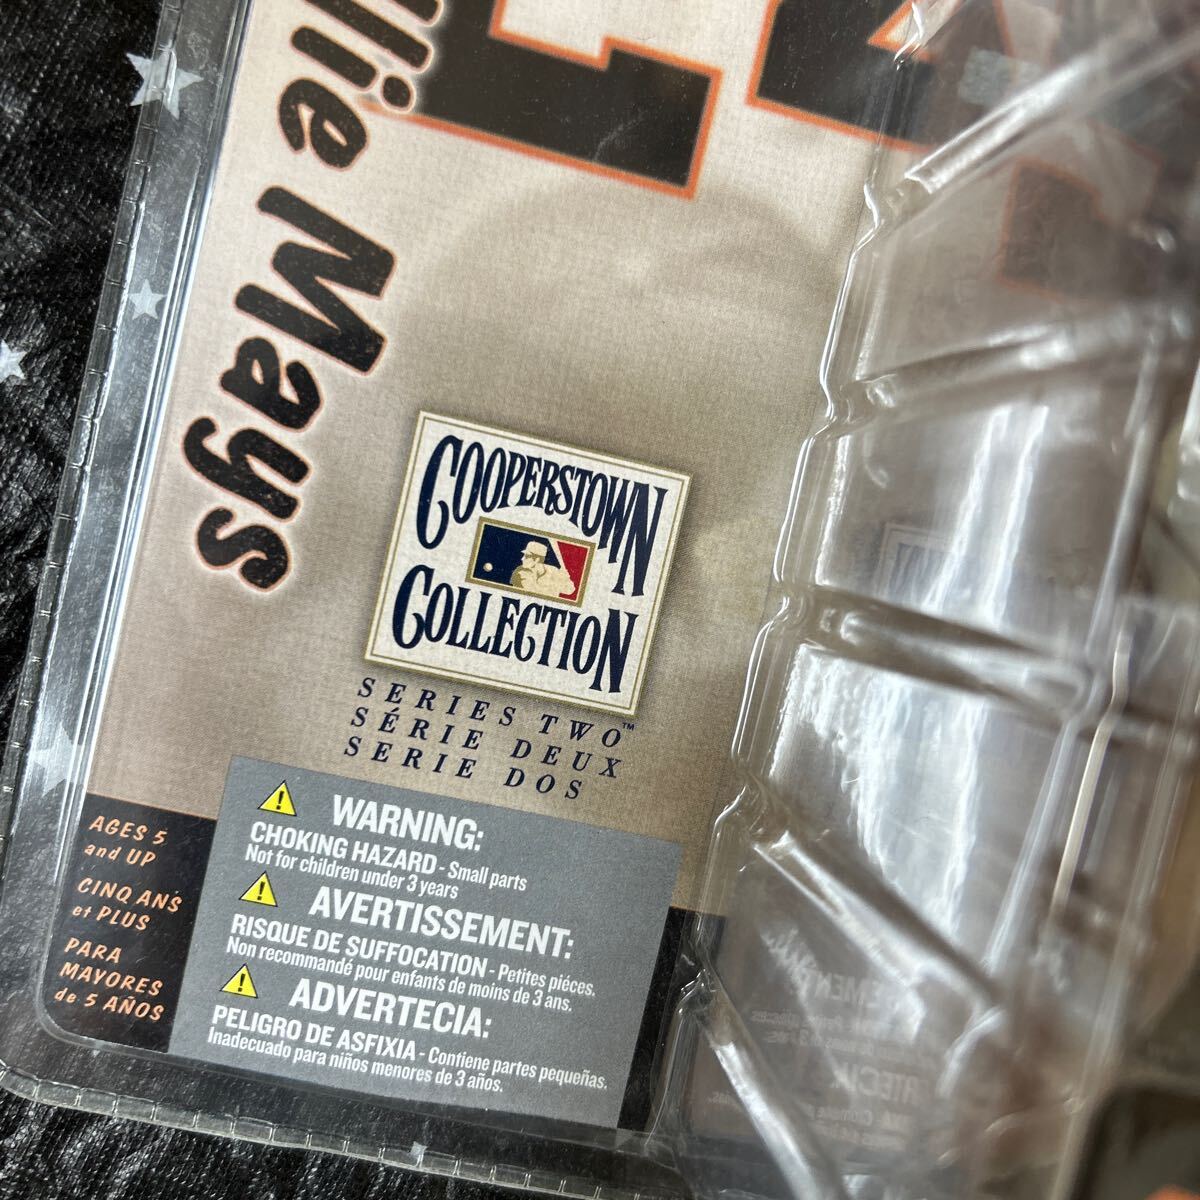 Mays
COOPERSTOWN
COLLECTION
SERIES TWO™
SÉRIE DEUX
SERIE DOS
AGES 5
and UP
CINQ ANS
et PLUS
PARA
MAYORES
de 5 AÑOS
WARNING:
CHOKING HAZARD - Small parts
Not for children under 3 years
AVERTISSEMENT:
RISQUE DE SUFFOCATION - Petites piéces.
Non recommandé pour enfants de moins de 3 ans.
ADVERTECIA:
PELIGRO DE ASFIXIA - Contiene partes pequeñas.
Inadecuado para niños menores de 3 años.